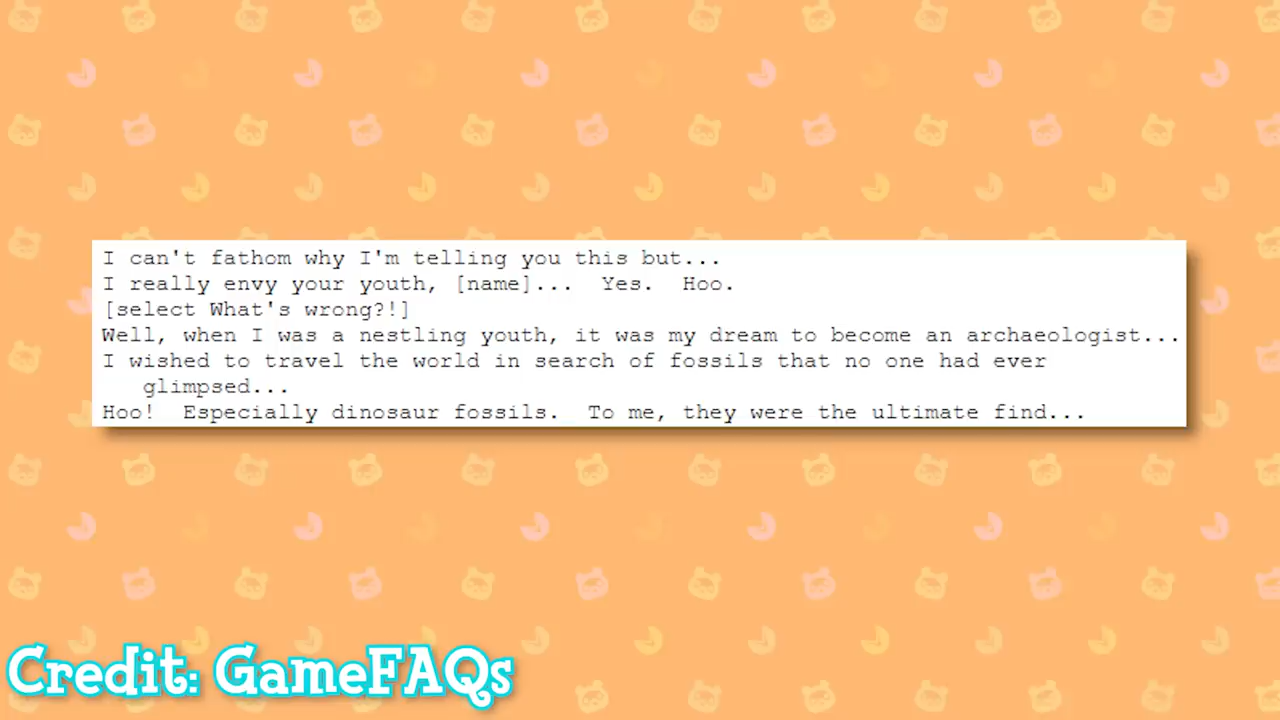 I can't fathom why I'm telling you this but...
I really envy your youth, [name]...  Yes.  Hoo.
[select What's wrong?!]
Well, when I was a nestling youth, it was my dream to become an archaeologist...
I wished to travel the world in search of fossils that no one had ever
glimpsed...
Hoo!  Especially dinosaur fossils.  To me, they were the ultimate find...
Credit: GameFAQs